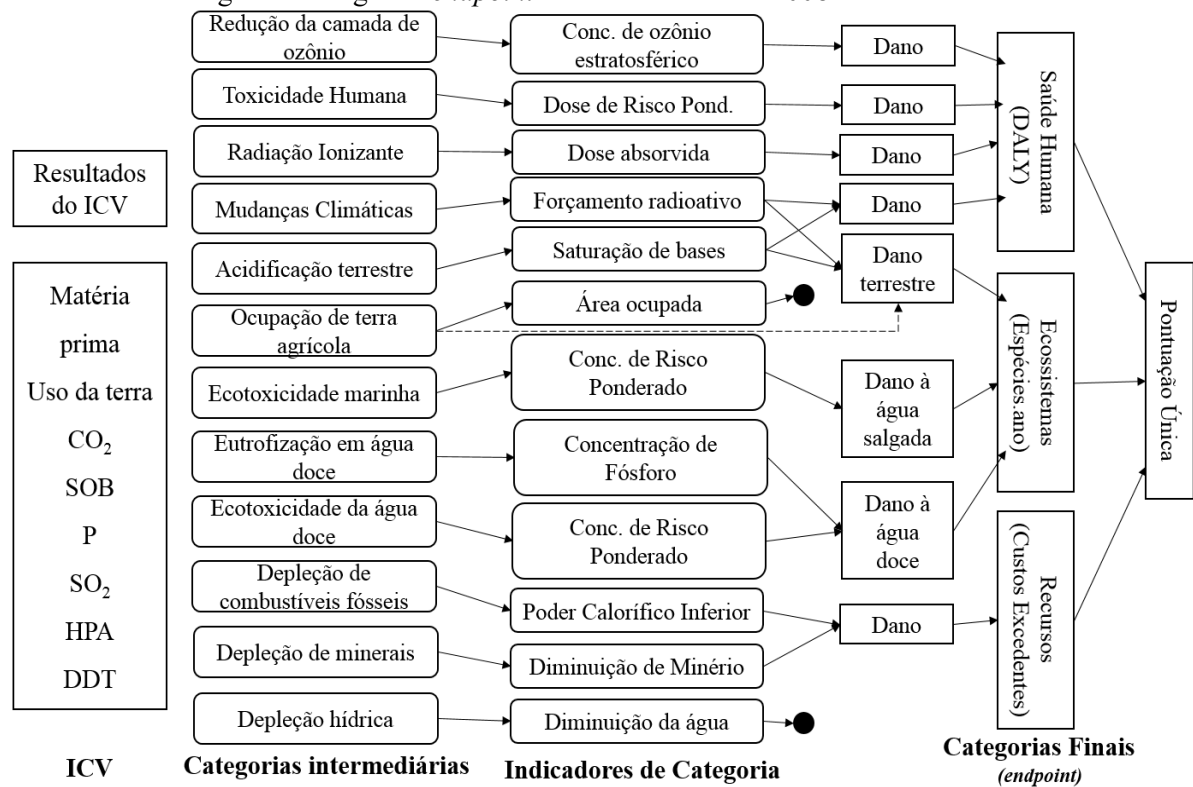 Resultados
do ICV
Matéria
prima
Uso da terra
CO₂
SOB
P
SO₂
HPA
DDT
ICV
Redução da camada de
ozônio
Toxicidade Humana
Radiação Ionizante
Mudanças Climáticas
Acidificação terrestre
Ocupação de terra
agrícola
Ecotoxicidade marinha
Eutrofização em água
doce
Ecotoxicidade da água
doce
Depleção de
combustíveis fósseis
Depleção de minerais
Depleção hídrica
Categorias intermediárias
Conc. de ozônio
estratosférico
Dose de Risco Pond.
Dose absorvida
Forçamento radioativo
Saturação de bases
Área ocupada
Conc. de Risco
Ponderado
Concentração de
Fósforo
Conc. de Risco
Ponderado
Poder Calorífico Inferior
Diminuição de Minério
Diminuição da água
Indicadores de Categoria
Dano
Dano
Dano
Dano
Dano
terrestre
Dano à
água
salgada
Dano à
água
doce
Dano
Saúde Humana
(DALY)
Ecossistemas
(Espécies.ano)
Recursos
(Custos Excedentes)
Categorias Finais
(endpoint)
Pontuação Única